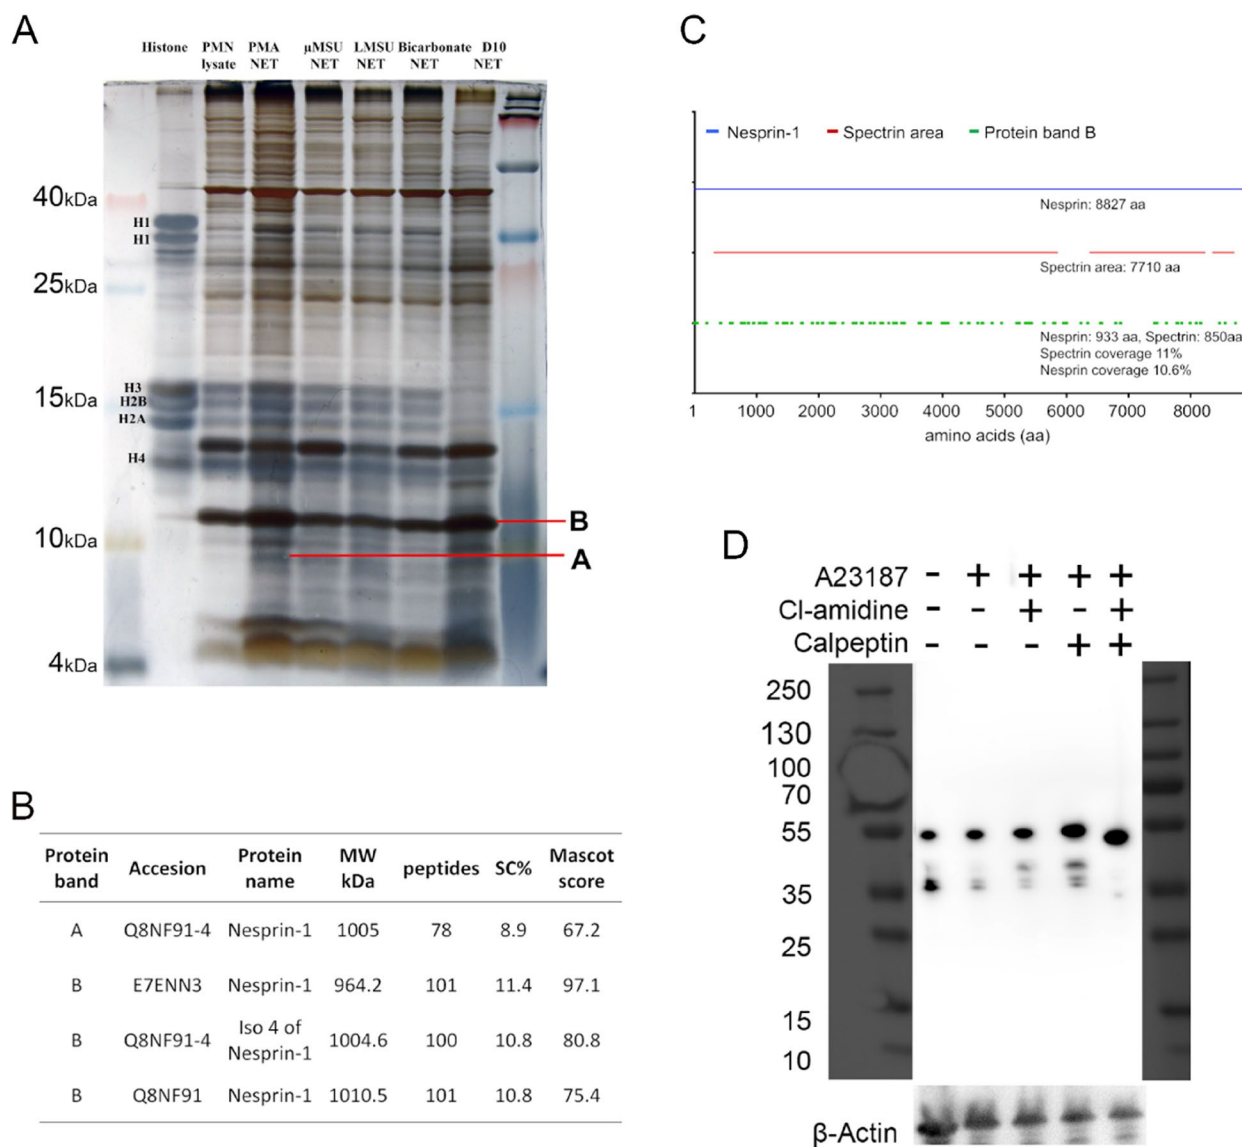 A
Histone PMN PMA µMSU LMSU Bicarbonate D10
lysate NET NET NET NET NET
40kDa
H1
H1
25kDa
H3
15kDa
H2B
H2A
H4
B
10kDa
A
4kDa
B
Protein band Accesion Protein name MW kDa peptides SC% Mascot score
A Q8NF91-4 Nesprin-1 1005 78 8.9 67.2
B E7ENN3 Nesprin-1 964.2 101 11.4 97.1
B Q8NF91-4 Iso 4 of Nesprin-1 1004.6 100 10.8 80.8
B Q8NF91 Nesprin-1 1010.5 101 10.8 75.4
C
Nesprin-1 Spectrin area Protein band B
Nesprin: 8827 aa
Spectrin area: 7710 aa
Nesprin: 933 aa, Spectrin: 850aa
Spectrin coverage 11%
Nesprin coverage 10.6%
1 1000 2000 3000 4000 5000 6000 7000 8000
amino acids (aa)
D
A23187 - + + + +
Cl-amidine - - + - +
Calpeptin - - - + +
250
130
100
70
55
35
25
15
10
β-Actin